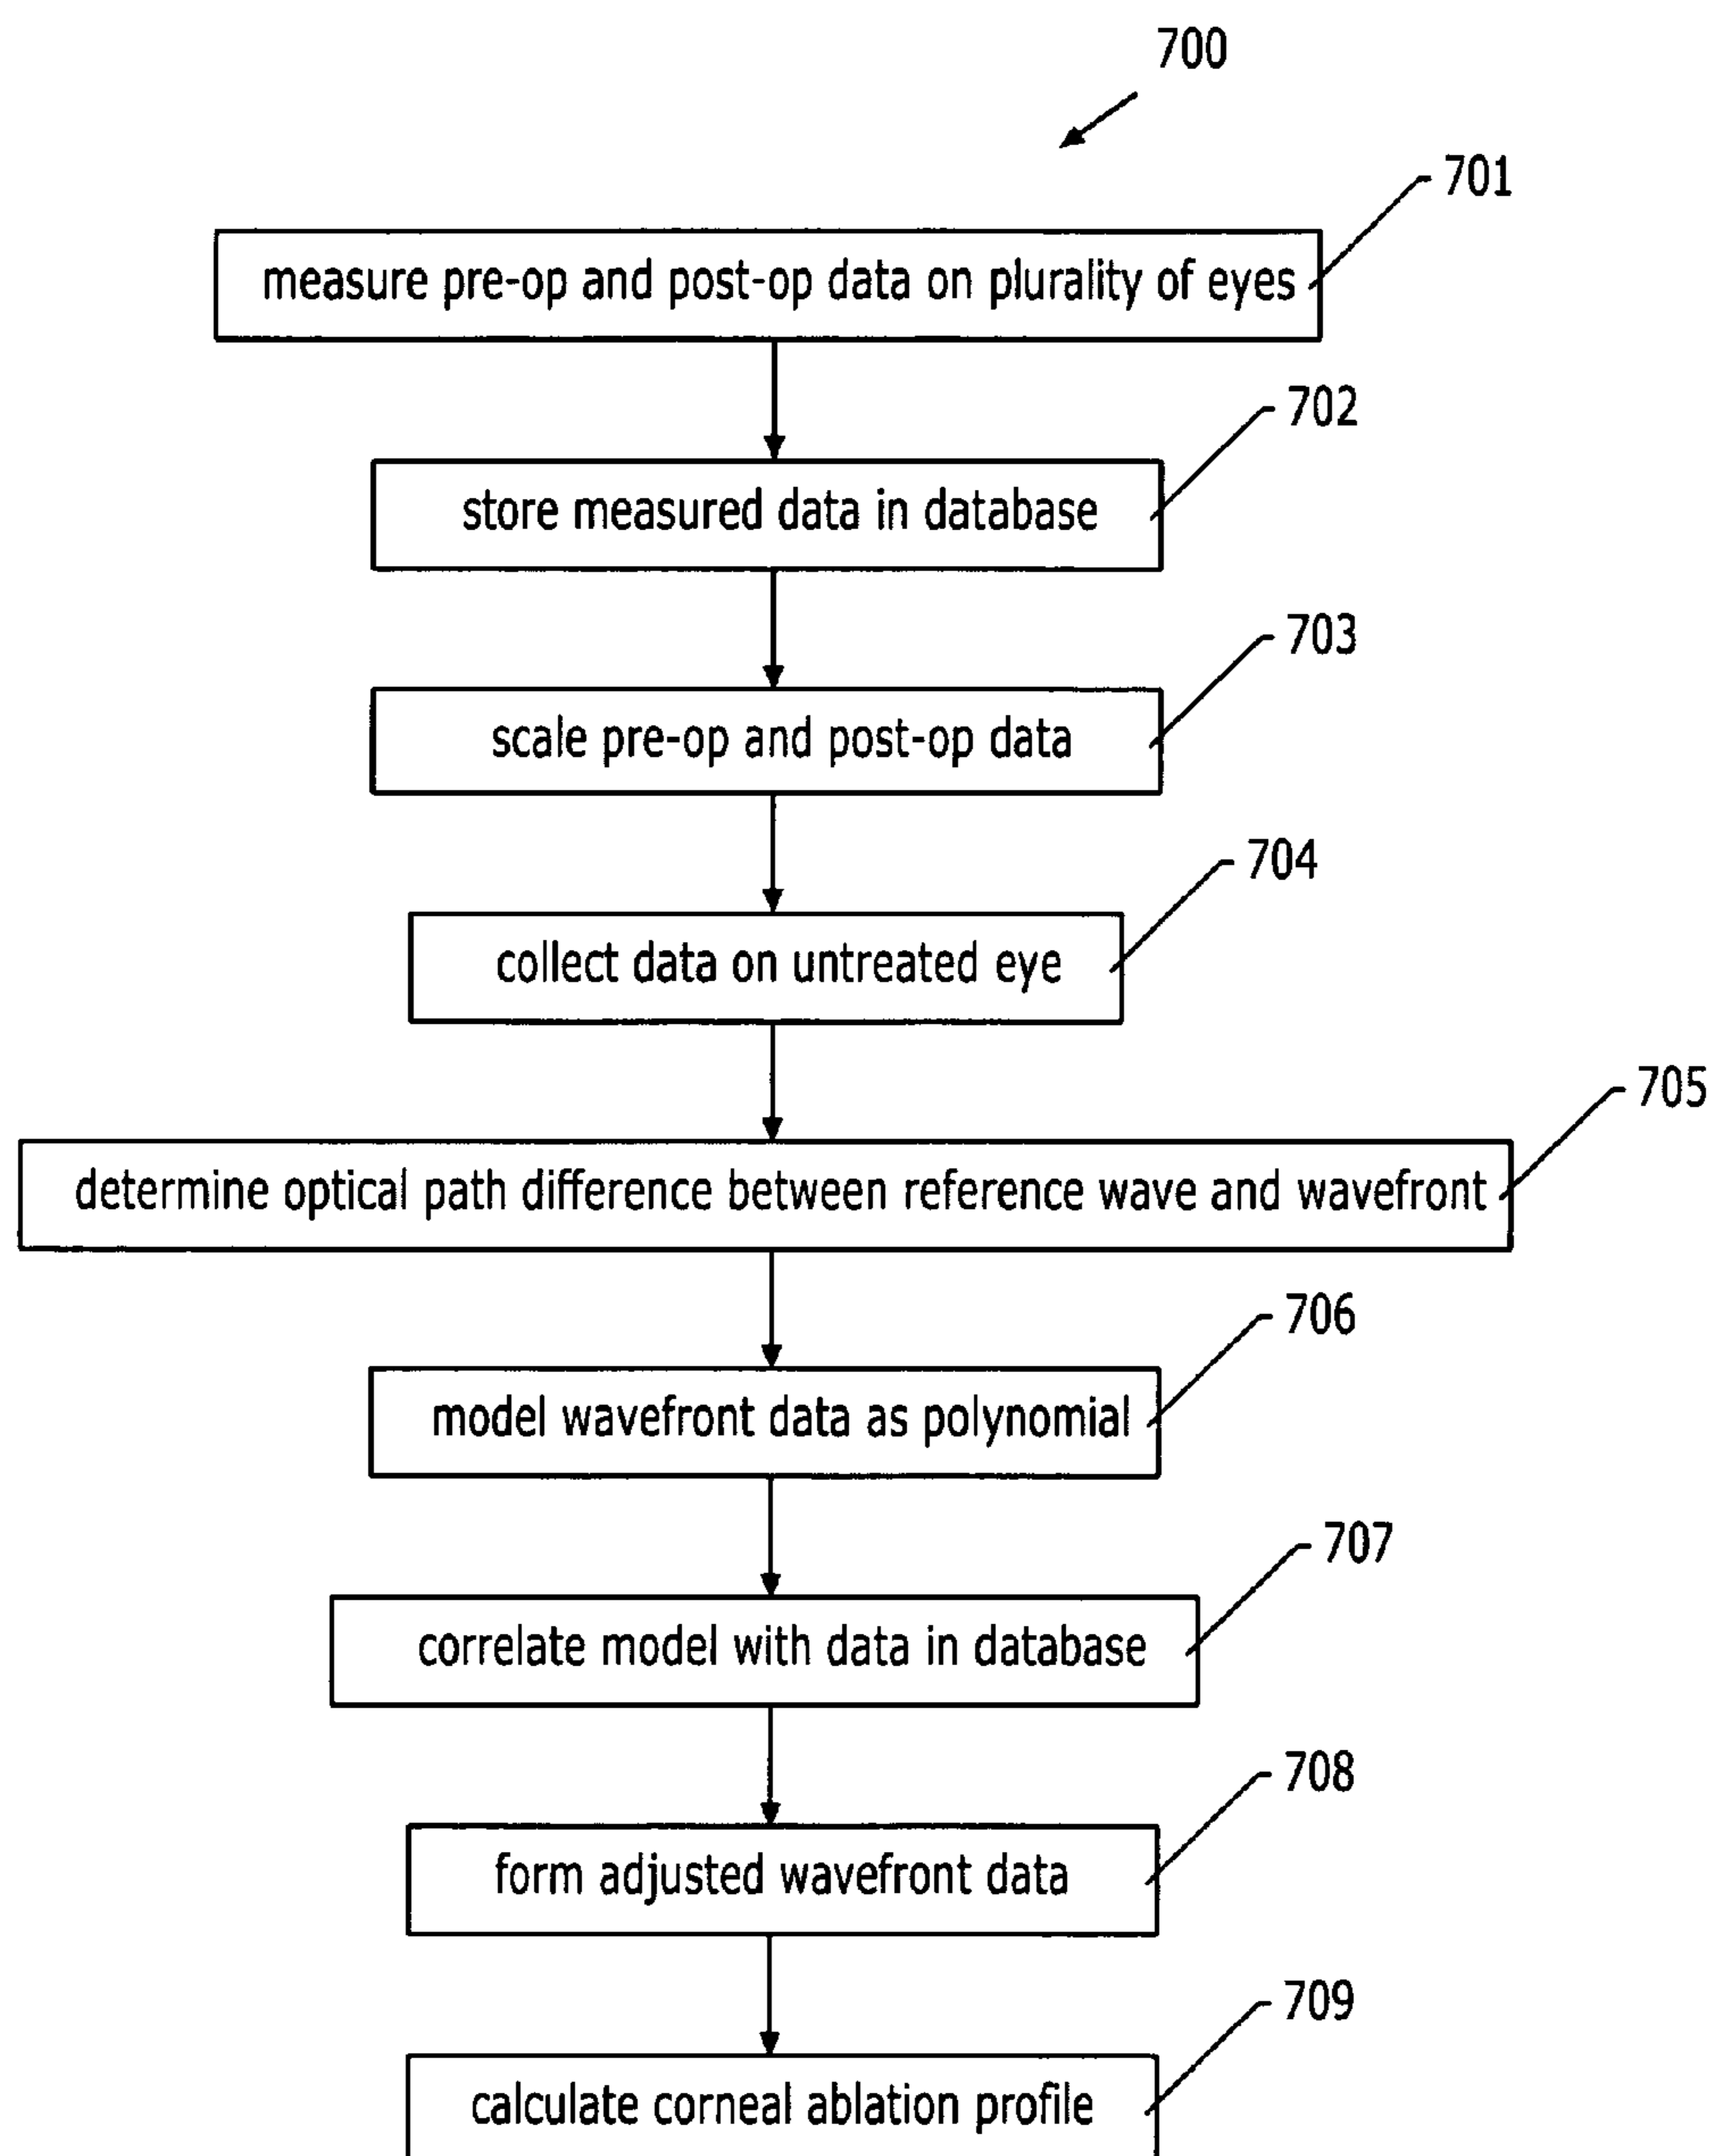 700
701
measure pre-op and post-op data on plurality of eyes
702
store measured data in database
703
scale pre-op and post-op data
704
collect data on untreated eye
705
determine optical path difference between reference wave and wavefront
706
model wavefront data as polynomial
707
correlate model with data in database
708
form adjusted wavefront data
709
calculate corneal ablation profile